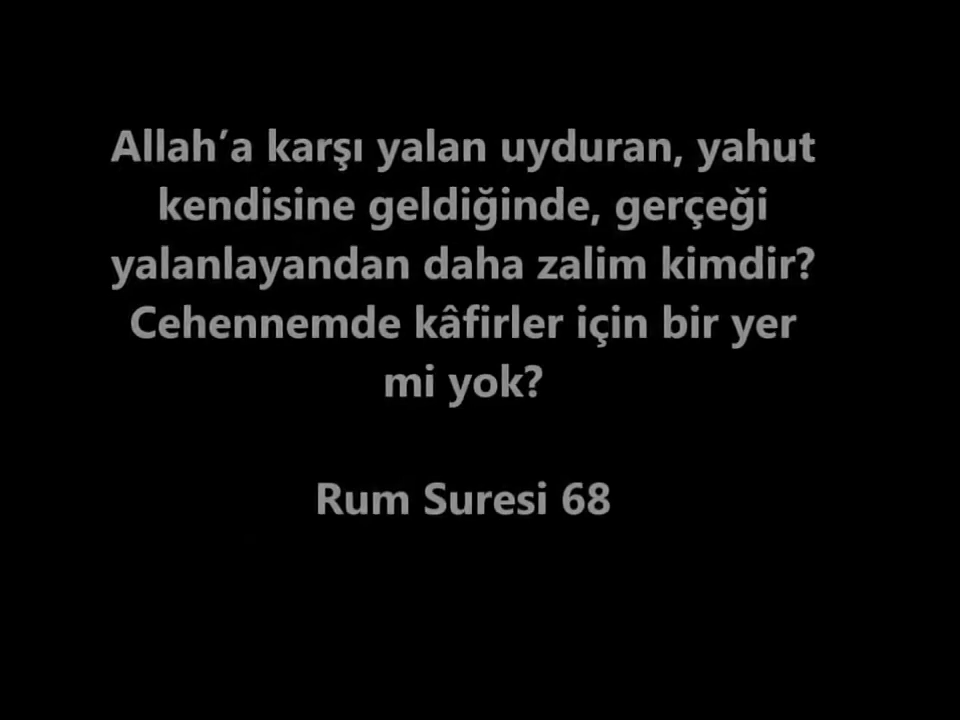 Allah’a karşı yalan uyduran, yahut
kendisine geldiğinde, gerçeği
yalanlayandan daha zalim kimdir?
Cehennemde kâfirler için bir yer
mi yok?
Rum Suresi 68